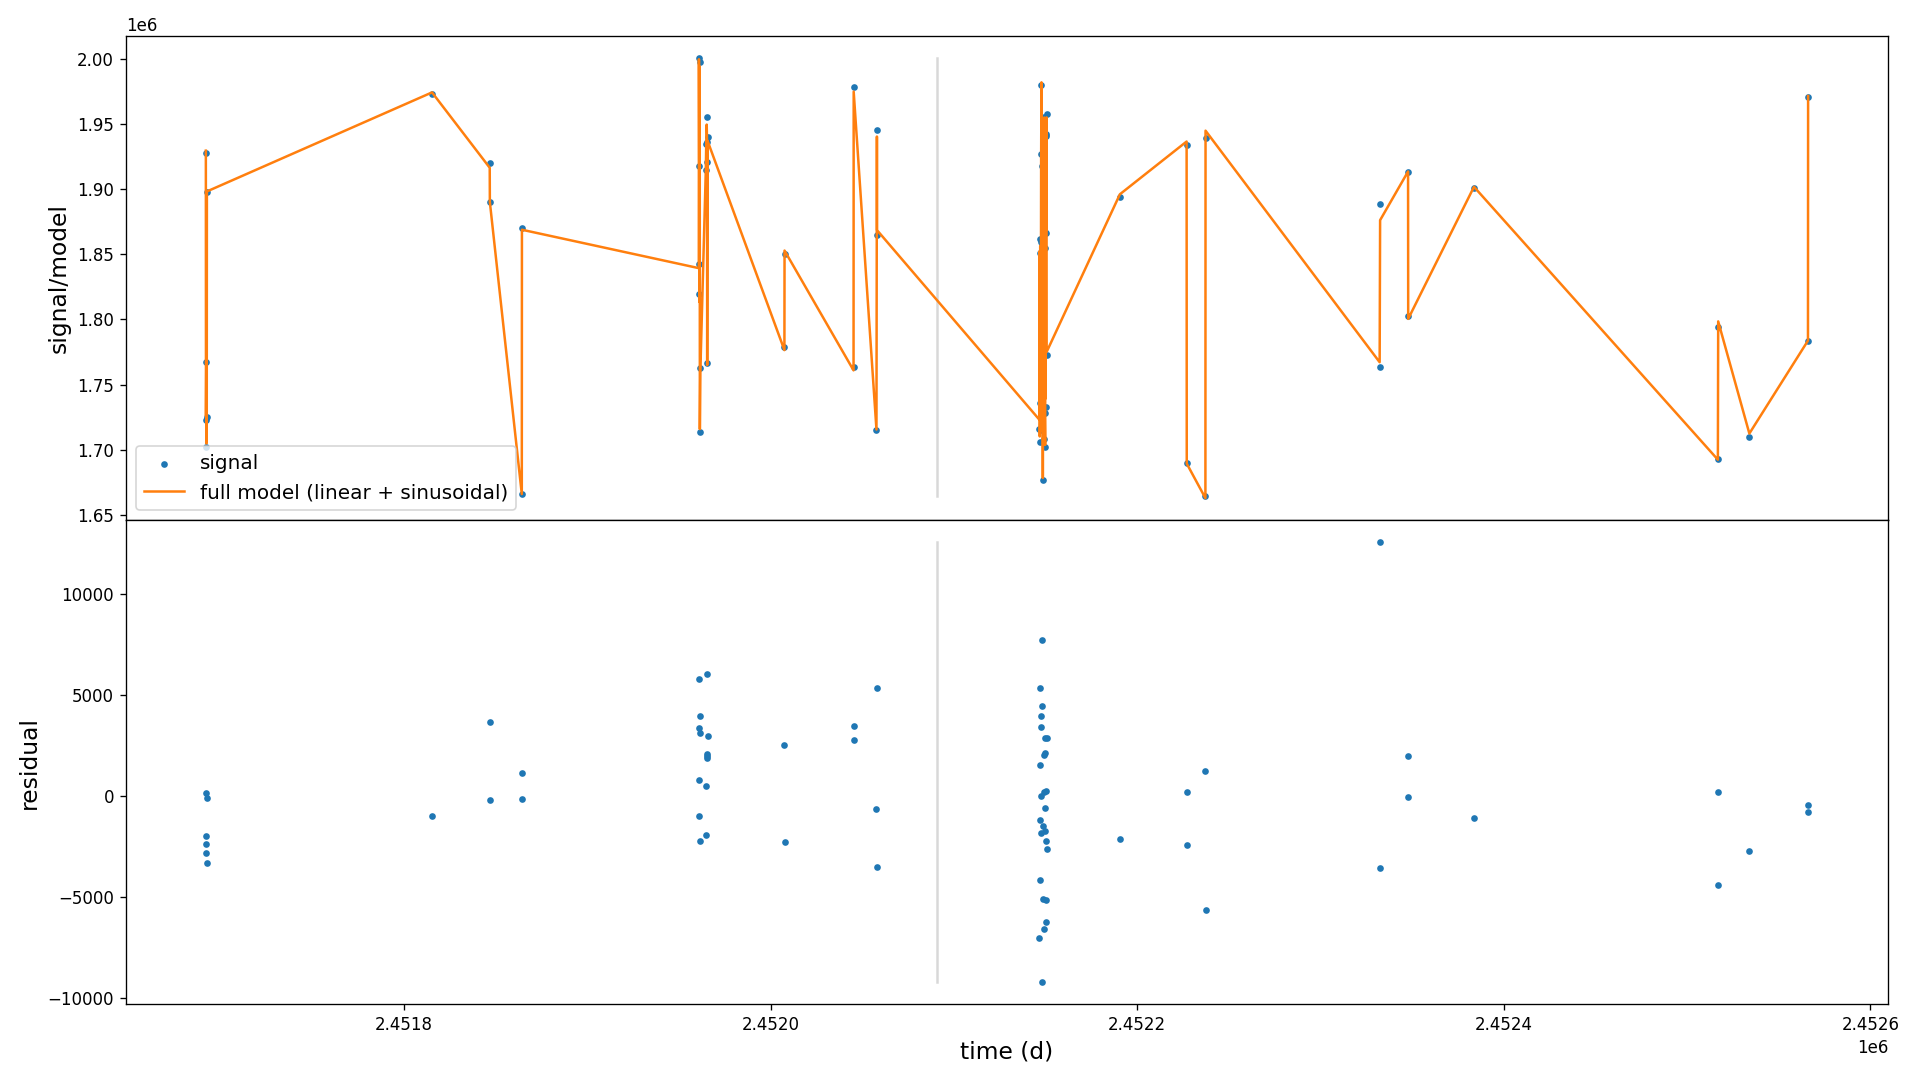 1e6
2.00
1.95
1.90
1.85
1.80
1.75
1.70
1.65
signal/model
signal
full model (linear + sinusoidal)
10000
5000
0
−5000
−10000
residual
2.4518
2.4520
2.4522
2.4524
2.4526
1e6
time (d)